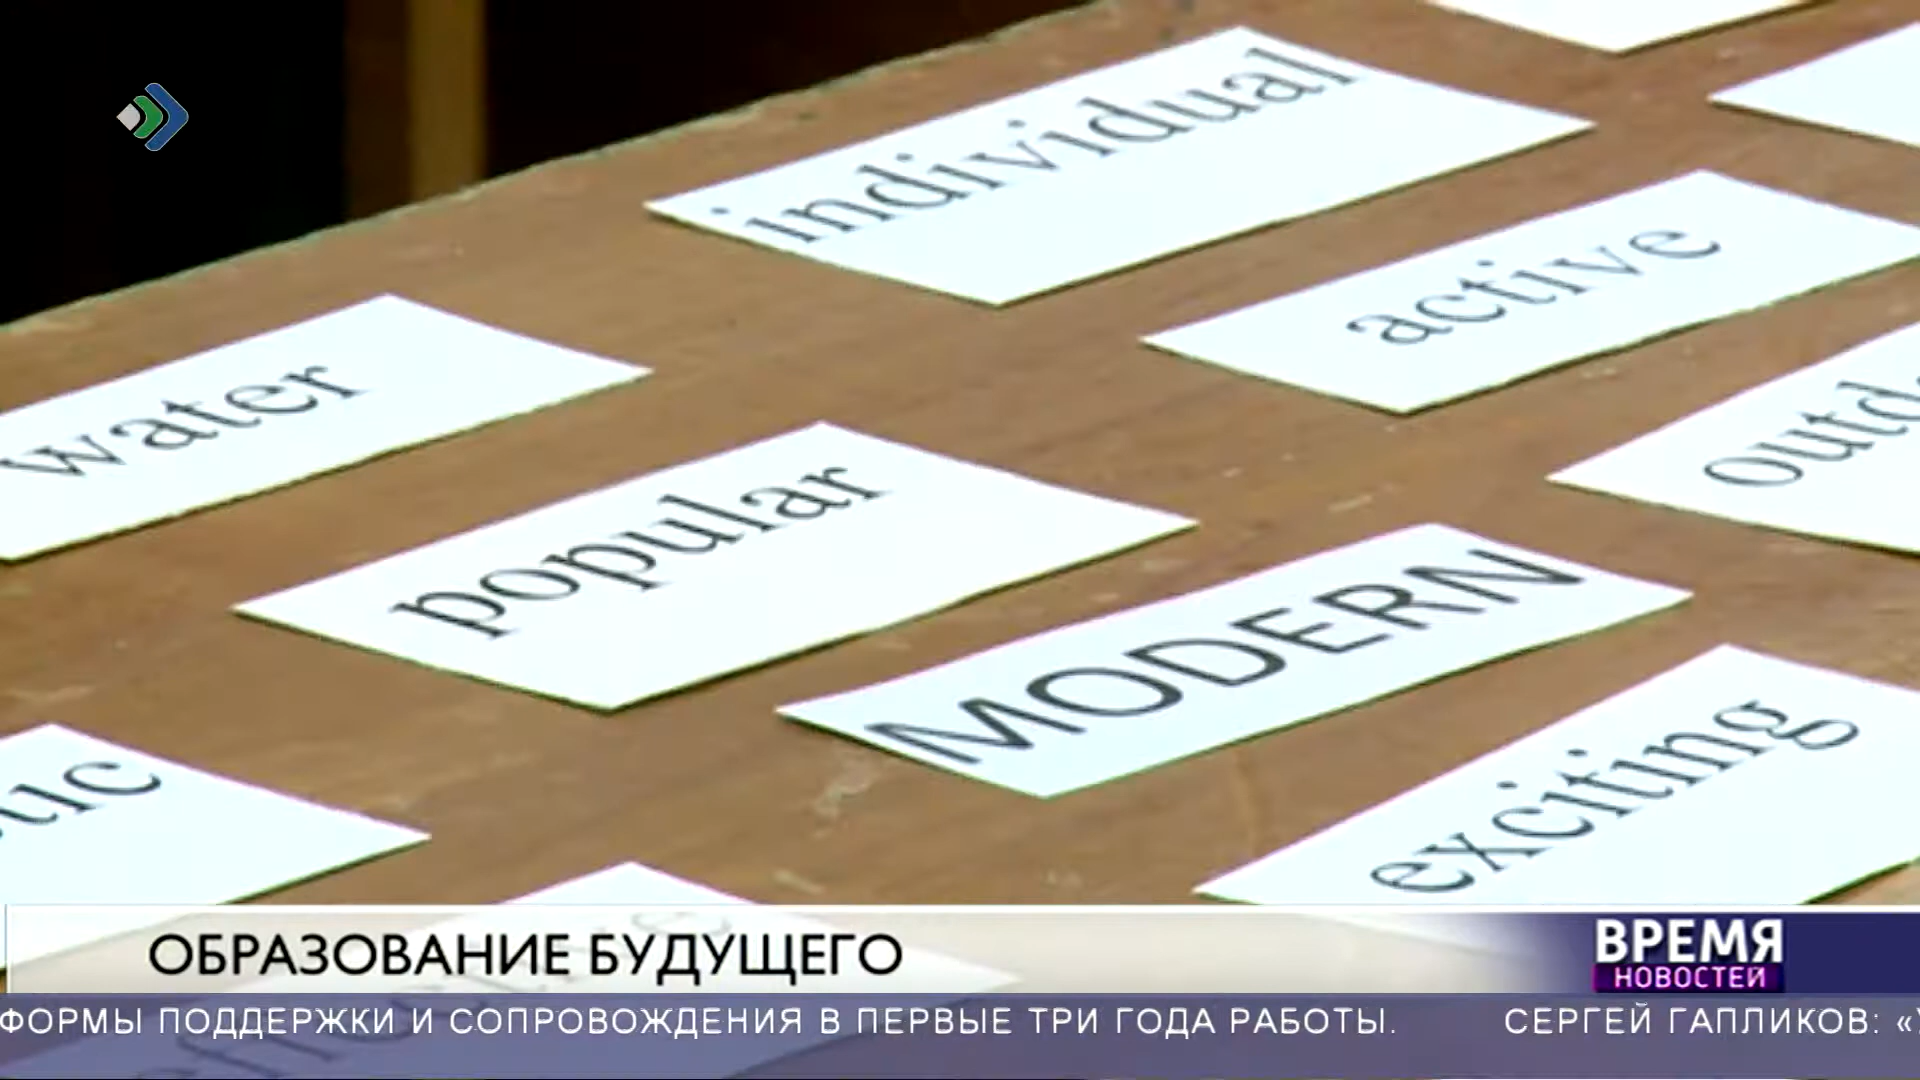 individual
active
water
popular
MODERN
exciting
ОБРАЗОВАНИЕ БУДУЩЕГО
ВРЕМЯ
НОВОСТЕЙ
ФОРМЫ ПОДДЕРЖКИ И СОПРОВОЖДЕНИЯ В ПЕРВЫЕ ТРИ ГОДА РАБОТЫ. СЕРГЕЙ ГАПЛИКОВ: «